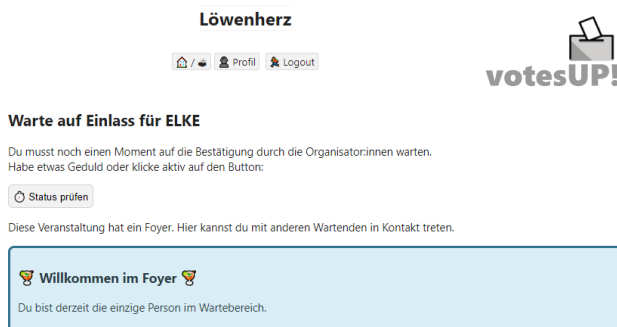 Löwenherz
/ Profil Logout
votesUP!
Warte auf Einlass für ELKE
Du musst noch einen Moment auf die Bestätigung durch die Organisator:innen warten.
Habe etwas Geduld oder klicke aktiv auf den Button:
Status prüfen
Diese Veranstaltung hat ein Foyer. Hier kannst du mit anderen Wartenden in Kontakt treten.
Willkommen im Foyer
Du bist derzeit die einzige Person im Wartebereich.